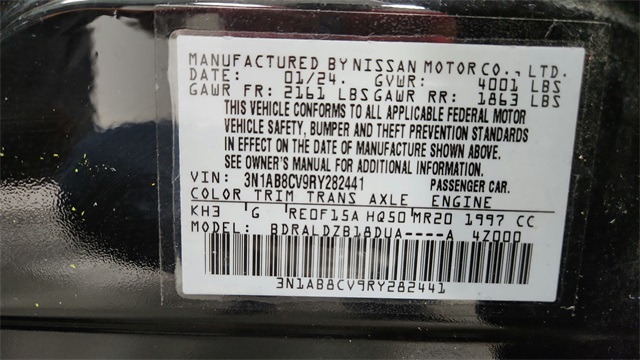 MANUFACTURED BY NISSAN MOTOR CO., LTD.
DATE: 01/24. GVWR: 4001 LBS
GAWR FR: 2161 LBS GAWR RR: 1863 LBS
THIS VEHICLE CONFORMS TO ALL APPLICABLE FEDERAL MOTOR
VEHICLE SAFETY, BUMPER AND THEFT PREVENTION STANDARDS
IN EFFECT ON THE DATE OF MANUFACTURE SHOWN ABOVE.
SEE OWNER'S MANUAL FOR ADDITIONAL INFORMATION.
VIN: 3N1AB8CV9RY282441 PASSENGER CAR.
COLOR TRIM TRANS AXLE ENGINE
KH3 G RE0F15A HQ50 MR20 1997 CC
MODEL: BDRALDZB18DUA----A 4Z000
3N1AB8CV9RY282441